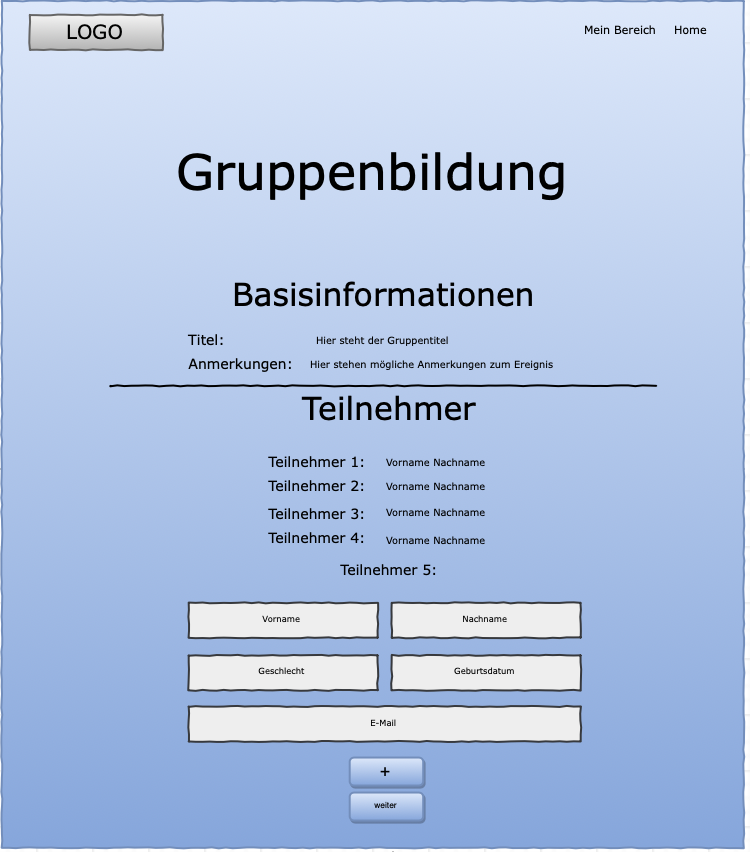 LOGO
Mein Bereich Home
Gruppenbildung
Basisinformationen
Titel: Hier steht der Gruppentitel
Anmerkungen: Hier stehen mögliche Anmerkungen zum Ereignis
Teilnehmer
Teilnehmer 1: Vorname Nachname
Teilnehmer 2: Vorname Nachname
Teilnehmer 3: Vorname Nachname
Teilnehmer 4: Vorname Nachname
Teilnehmer 5:
Vorname Nachname
Geschlecht Geburtsdatum
E-Mail
+
weiter